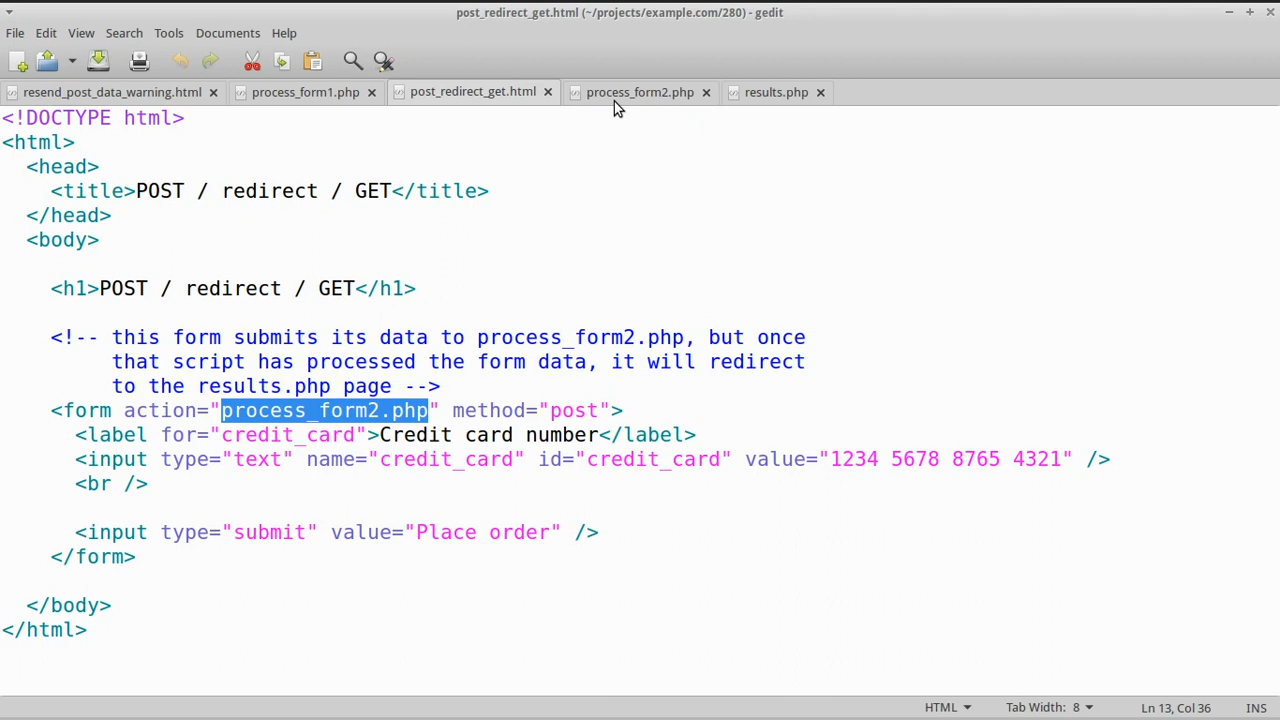 post_redirect_get.html (~/projects/example.com/280) - gedit
File Edit View Search Tools Documents Help
resend_post_data_warning.html process_form1.php post_redirect_get.html process_form2.php results.php
<!DOCTYPE html>
<html>
  <head>
    <title>POST / redirect / GET</title>
  </head>
  <body>
    <h1>POST / redirect / GET</h1>
    <!-- this form submits its data to process_form2.php, but once
         that script has processed the form data, it will redirect
         to the results.php page -->
    <form action="process_form2.php" method="post">
      <label for="credit_card">Credit card number</label>
      <input type="text" name="credit_card" id="credit_card" value="1234 5678 8765 4321" />
      <br />
      <input type="submit" value="Place order" />
    </form>
  </body>
</html>
HTML Tab Width: 8 Ln 13, Col 36 INS